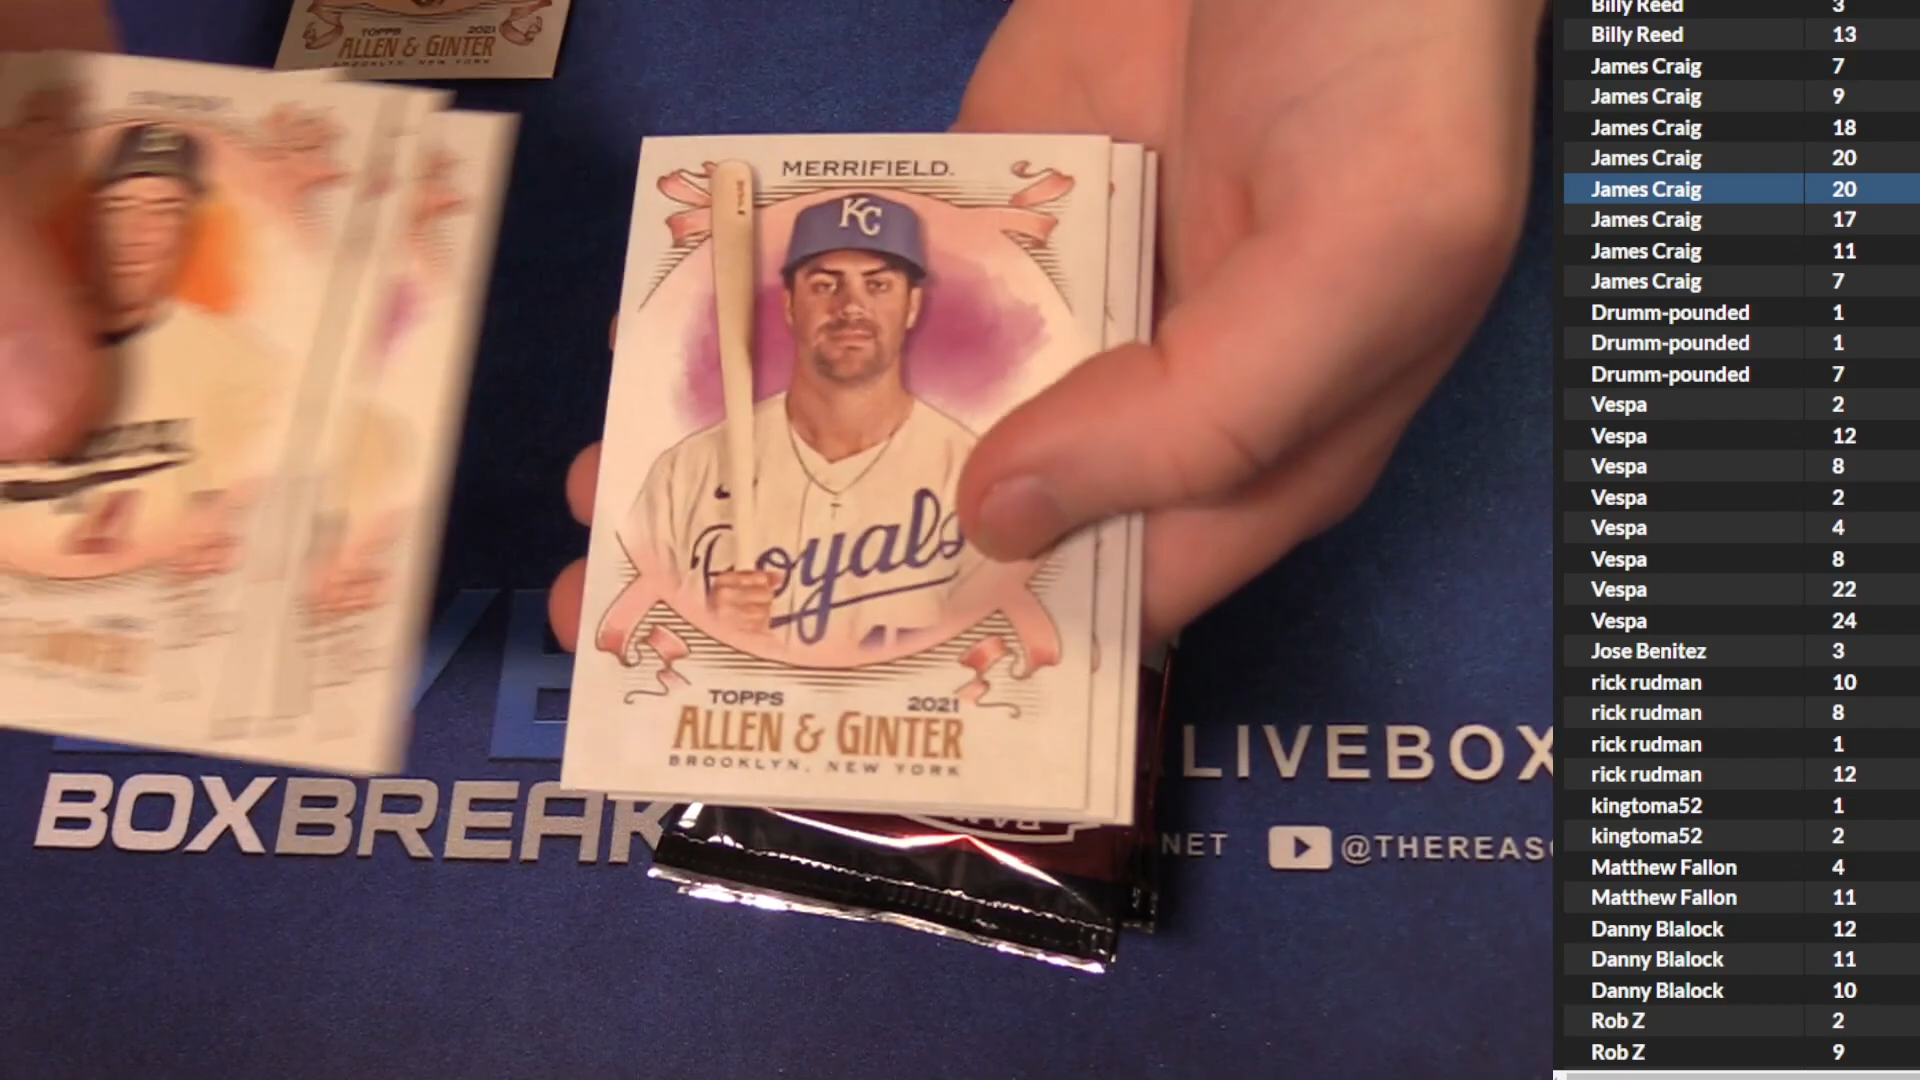 TOPPS 2021
ALLEN & GINTER
BROOKLYN, NEW YORK
MERRIFIELD.
KC
Royals
TOPPS 2021
ALLEN & GINTER
BROOKLYN, NEW YORK
LIVEBOX
BOXBREAK
NET
@THEREAS
Billy Reed 3
Billy Reed 13
James Craig 7
James Craig 9
James Craig 18
James Craig 20
James Craig 20
James Craig 17
James Craig 11
James Craig 7
Drumm-pounded 1
Drumm-pounded 1
Drumm-pounded 7
Vespa 2
Vespa 12
Vespa 8
Vespa 2
Vespa 4
Vespa 8
Vespa 22
Vespa 24
Jose Benitez 3
rick rudman 10
rick rudman 8
rick rudman 1
rick rudman 12
kingtoma52 1
kingtoma52 2
Matthew Fallon 4
Matthew Fallon 11
Danny Blalock 12
Danny Blalock 11
Danny Blalock 10
Rob Z 2
Rob Z 9